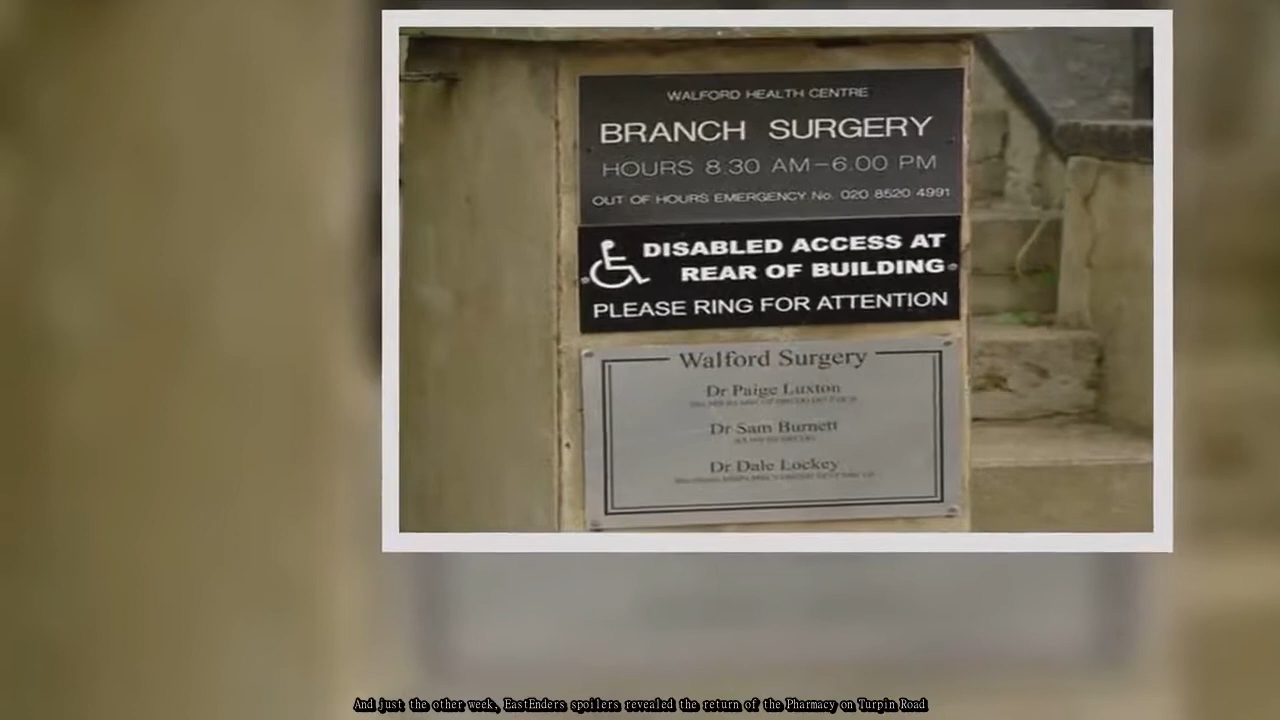 WALFORD HEALTH CENTRE
BRANCH SURGERY
HOURS 8.30 AM-6.00 PM
OUT OF HOURS EMERGENCY No. 020 8520 4991
DISABLED ACCESS AT
REAR OF BUILDING
PLEASE RING FOR ATTENTION
Walford Surgery
Dr Paige Luxton
Dr Sam Burnett
Dr Dale Lockey
And just the other week, EastEnders spoilers revealed the return of the Pharmacy on Turpin Road